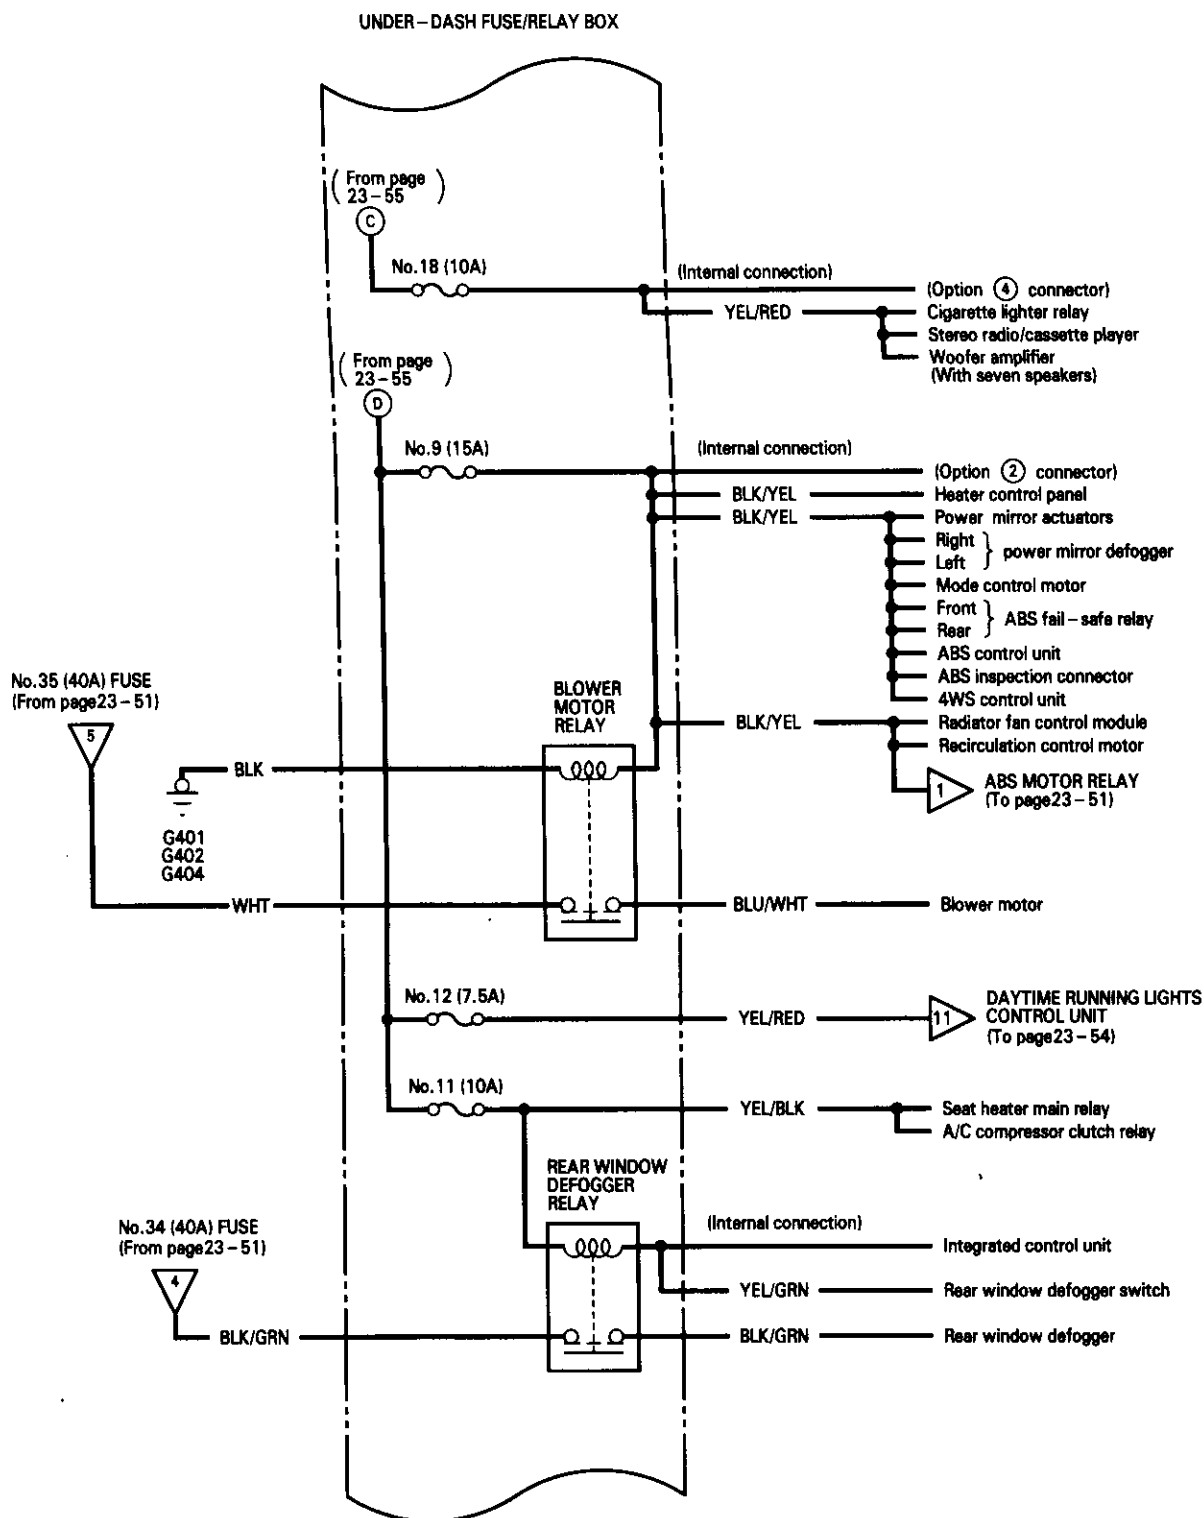 UNDER–DASH FUSE/RELAY BOX
(From page
23–55)
C
No.18 (10A)
(Internal connection)
(Option ④ connector)
YEL/RED
Cigarette lighter relay
Stereo radio/cassette player
Woofer amplifier
(With seven speakers)
(From page
23–55)
D
No.9 (15A)
(Internal connection)
(Option ② connector)
BLK/YEL
Heater control panel
BLK/YEL
Power mirror actuators
Right
Left
} power mirror defogger
Mode control motor
Front
Rear
} ABS fail–safe relay
ABS control unit
ABS inspection connector
4WS control unit
No.35 (40A) FUSE
(From page23–51)
5
BLOWER
MOTOR
RELAY
BLK/YEL
Radiator fan control module
Recirculation control motor
1
ABS MOTOR RELAY
(To page23–51)
BLK
G401
G402
G404
WHT
BLU/WHT
Blower motor
No.12 (7.5A)
YEL/RED
11
DAYTIME RUNNING LIGHTS
CONTROL UNIT
(To page23–54)
No.11 (10A)
YEL/BLK
Seat heater main relay
A/C compressor clutch relay
REAR WINDOW
DEFOGGER
RELAY
No.34 (40A) FUSE
(From page23–51)
4
(Internal connection)
Integrated control unit
YEL/GRN
Rear window defogger switch
BLK/GRN
BLK/GRN
Rear window defogger